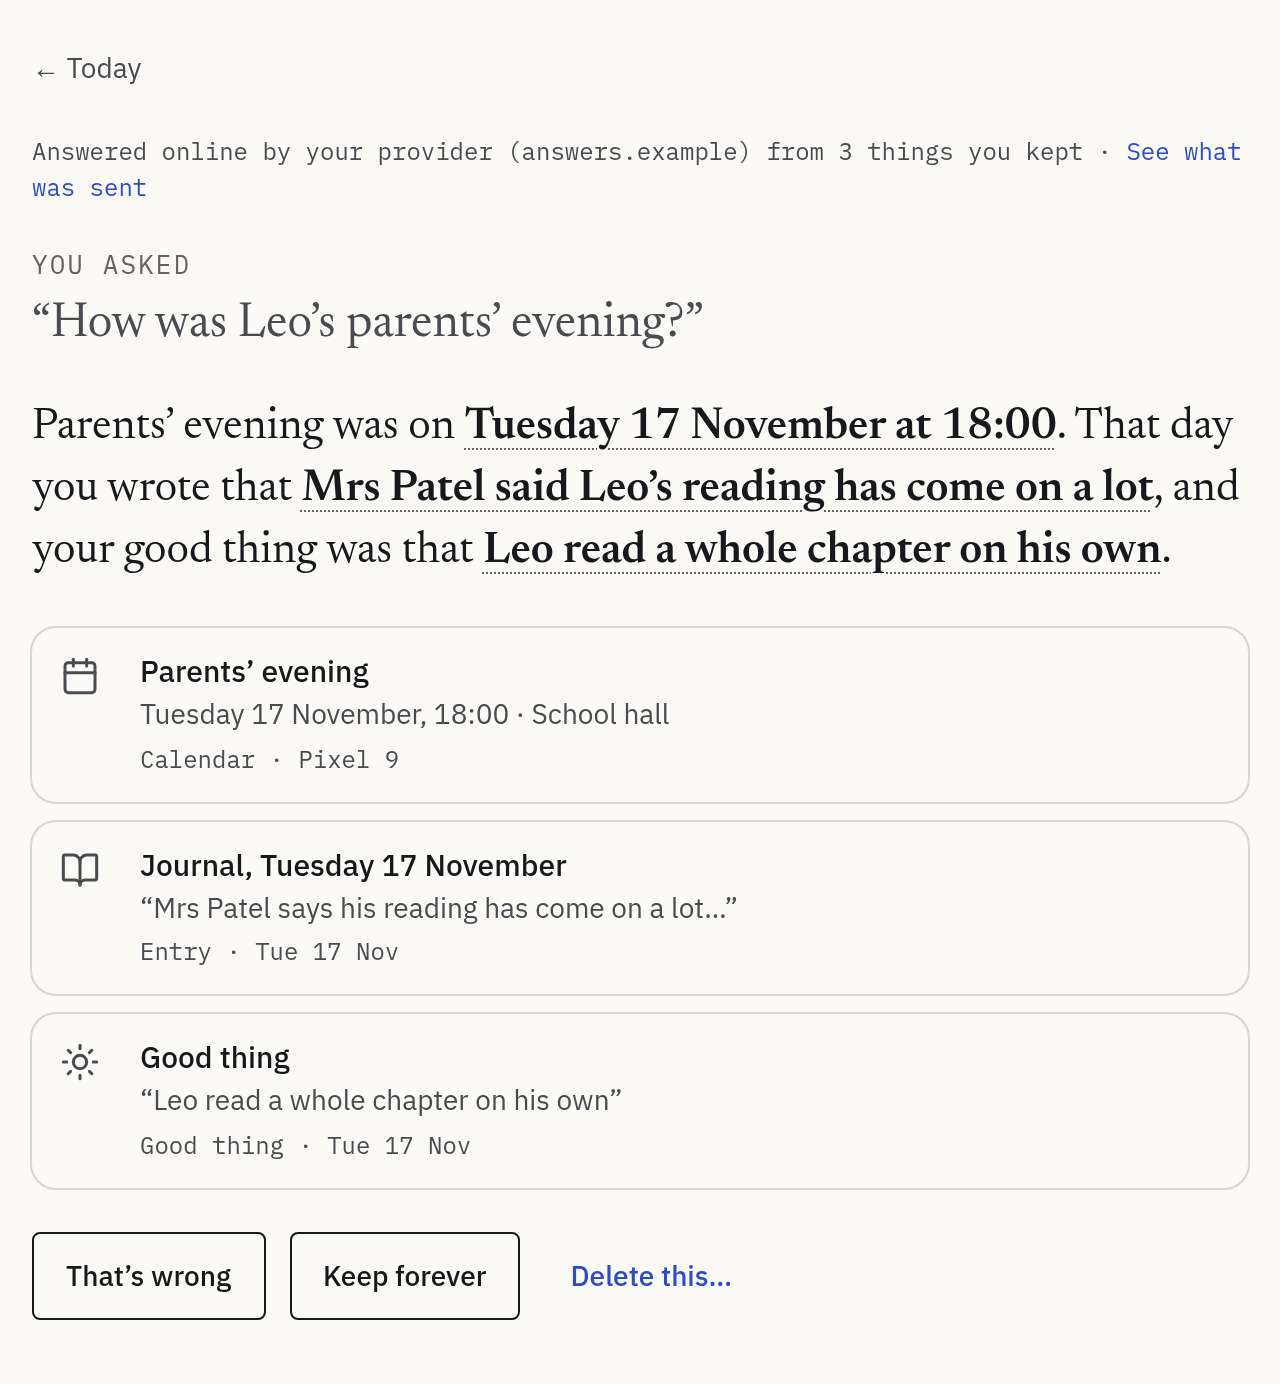 ← Today
Answered online by your provider (answers.example) from 3 things you kept · See what
was sent
YOU ASKED
“How was Leo’s parents’ evening?”
Parents’ evening was on Tuesday 17 November at 18:00. That day
you wrote that Mrs Patel said Leo’s reading has come on a lot, and
your good thing was that Leo read a whole chapter on his own.
Parents’ evening
Tuesday 17 November, 18:00 · School hall
Calendar · Pixel 9
Journal, Tuesday 17 November
“Mrs Patel says his reading has come on a lot…”
Entry · Tue 17 Nov
Good thing
“Leo read a whole chapter on his own”
Good thing · Tue 17 Nov
That’s wrong
Keep forever
Delete this…